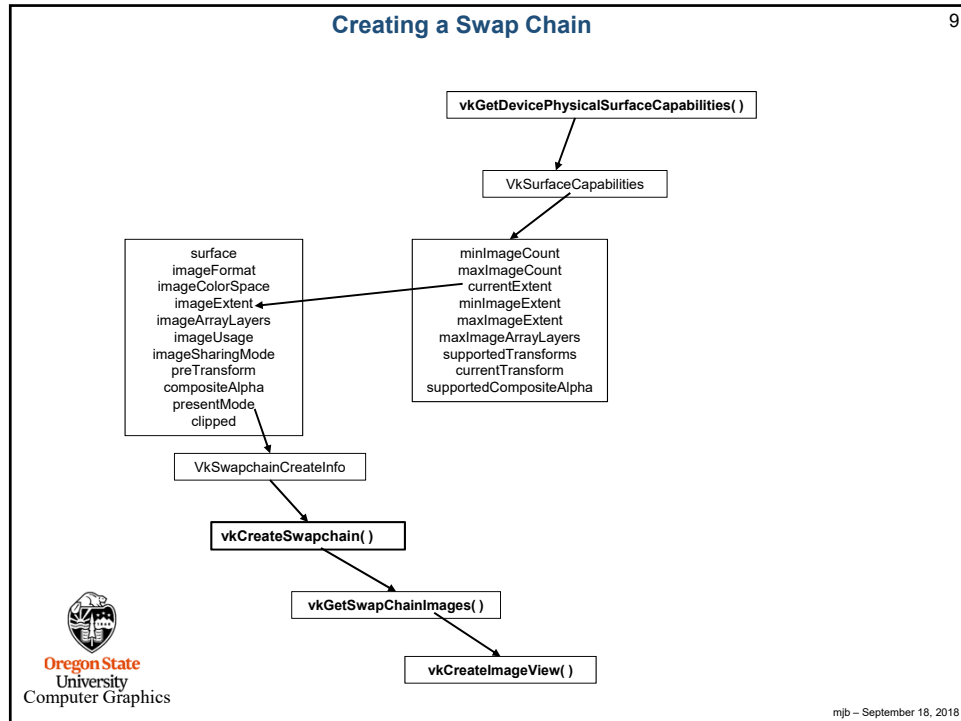 Creating a Swap Chain
9
vkGetDevicePhysicalSurfaceCapabilities( )
VkSurfaceCapabilities
surface
imageFormat
imageColorSpace
imageExtent
imageArrayLayers
imageUsage
imageSharingMode
preTransform
compositeAlpha
presentMode
clipped
minImageCount
maxImageCount
currentExtent
minImageExtent
maxImageExtent
maxImageArrayLayers
supportedTransforms
currentTransform
supportedCompositeAlpha
VkSwapchainCreateInfo
vkCreateSwapchain( )
vkGetSwapChainImages( )
vkCreateImageView( )
Oregon State
University
Computer Graphics
mjb – September 18, 2018